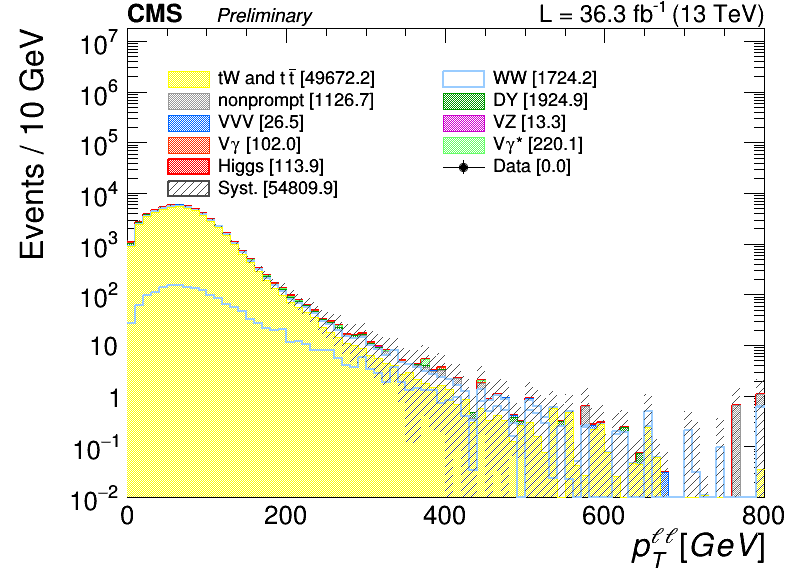 CMS Preliminary L = 36.3 fb⁻¹ (13 TeV)
Events / 10 GeV
10⁷
10⁶
10⁵
10⁴
10³
10²
10
1
10⁻¹
10⁻²
tW and tt̄ [49672.2] WW [1724.2]
nonprompt [1126.7] DY [1924.9]
VVV [26.5] VZ [13.3]
Vγ [102.0] Vγ* [220.1]
Higgs [113.9] Data [0.0]
Syst. [54809.9]
0 200 400 600 800
p_T^{ℓℓ} [GeV]